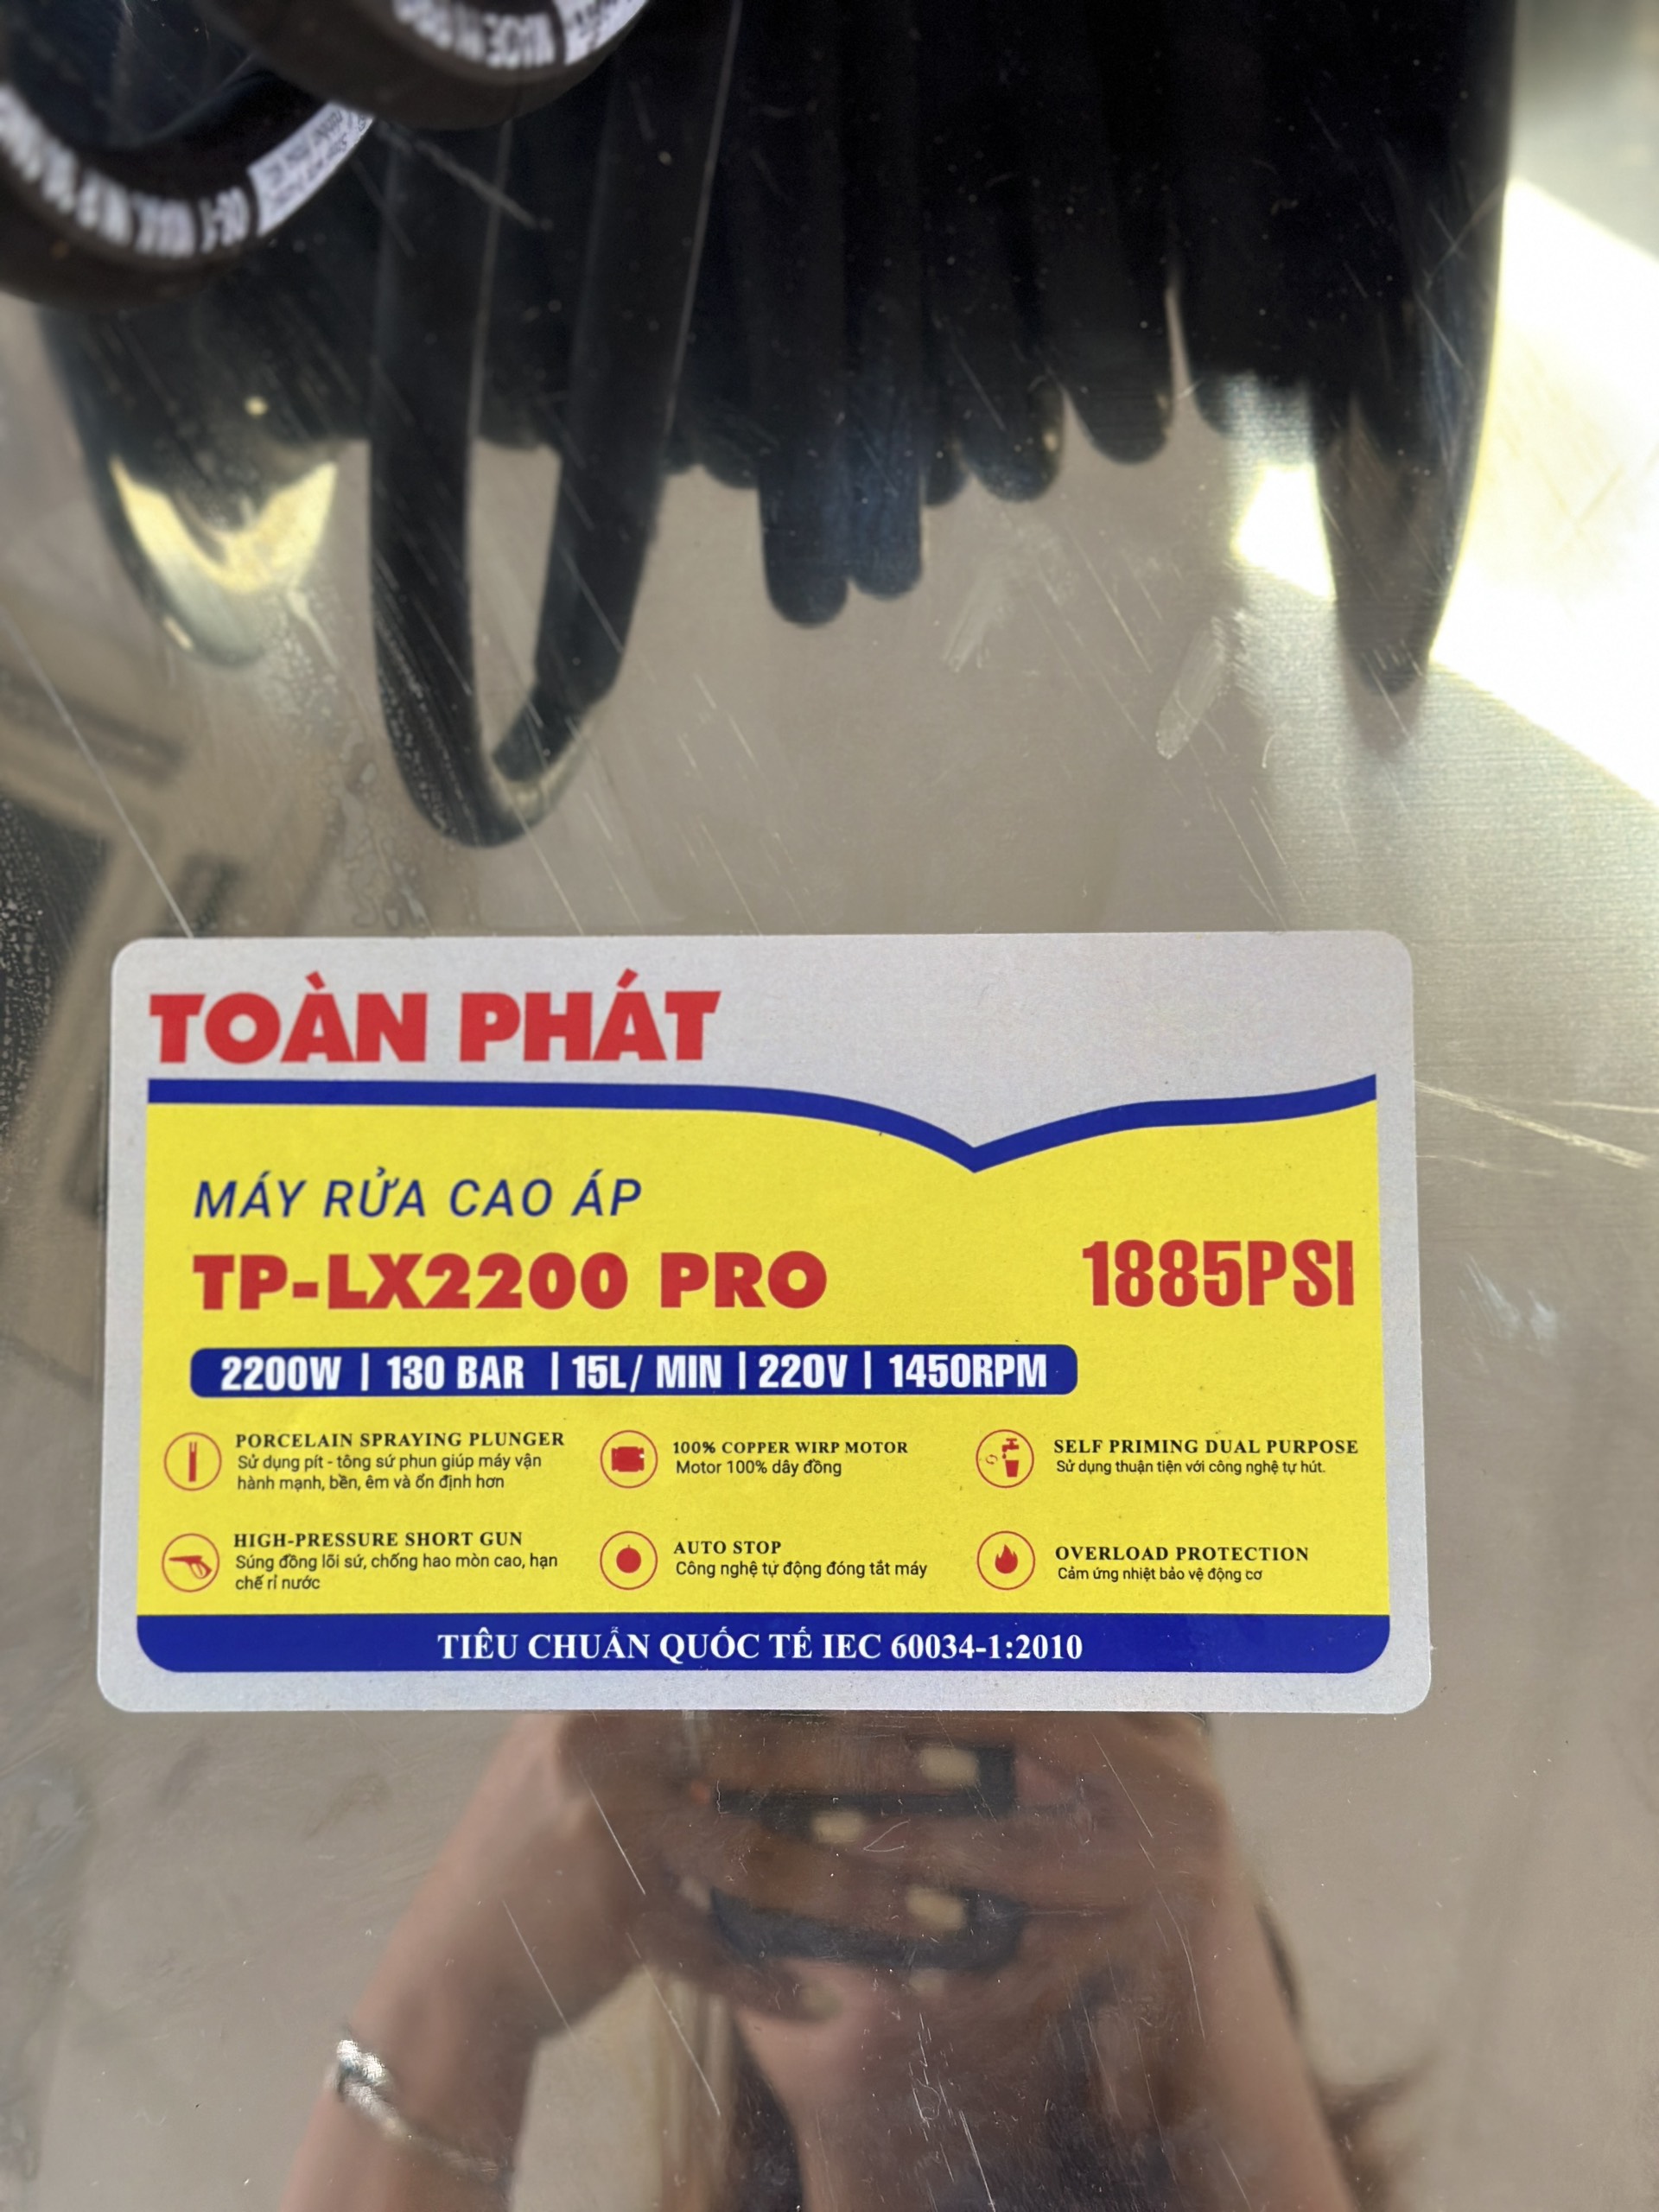 TOÀN PHÁT
MÁY RỬA CAO ÁP
TP-LX2200 PRO
1885PSI
2200W | 130 BAR | 15L/ MIN | 220V | 1450RPM
PORCELAIN SPRAYING PLUNGER
Sử dụng pít - tông sứ phun giúp máy vận
hành mạnh, bền, êm và ổn định hơn
100% COPPER WIRP MOTOR
Motor 100% dây đồng
SELF PRIMING DUAL PURPOSE
Sử dụng thuận tiện với công nghệ tự hút.
HIGH-PRESSURE SHORT GUN
Súng đồng lõi sứ, chống hao mòn cao, hạn
chế rỉ nước
AUTO STOP
Công nghệ tự động đóng tắt máy
OVERLOAD PROTECTION
Cảm ứng nhiệt bảo vệ động cơ
TIÊU CHUẨN QUỐC TẾ IEC 60034-1:2010